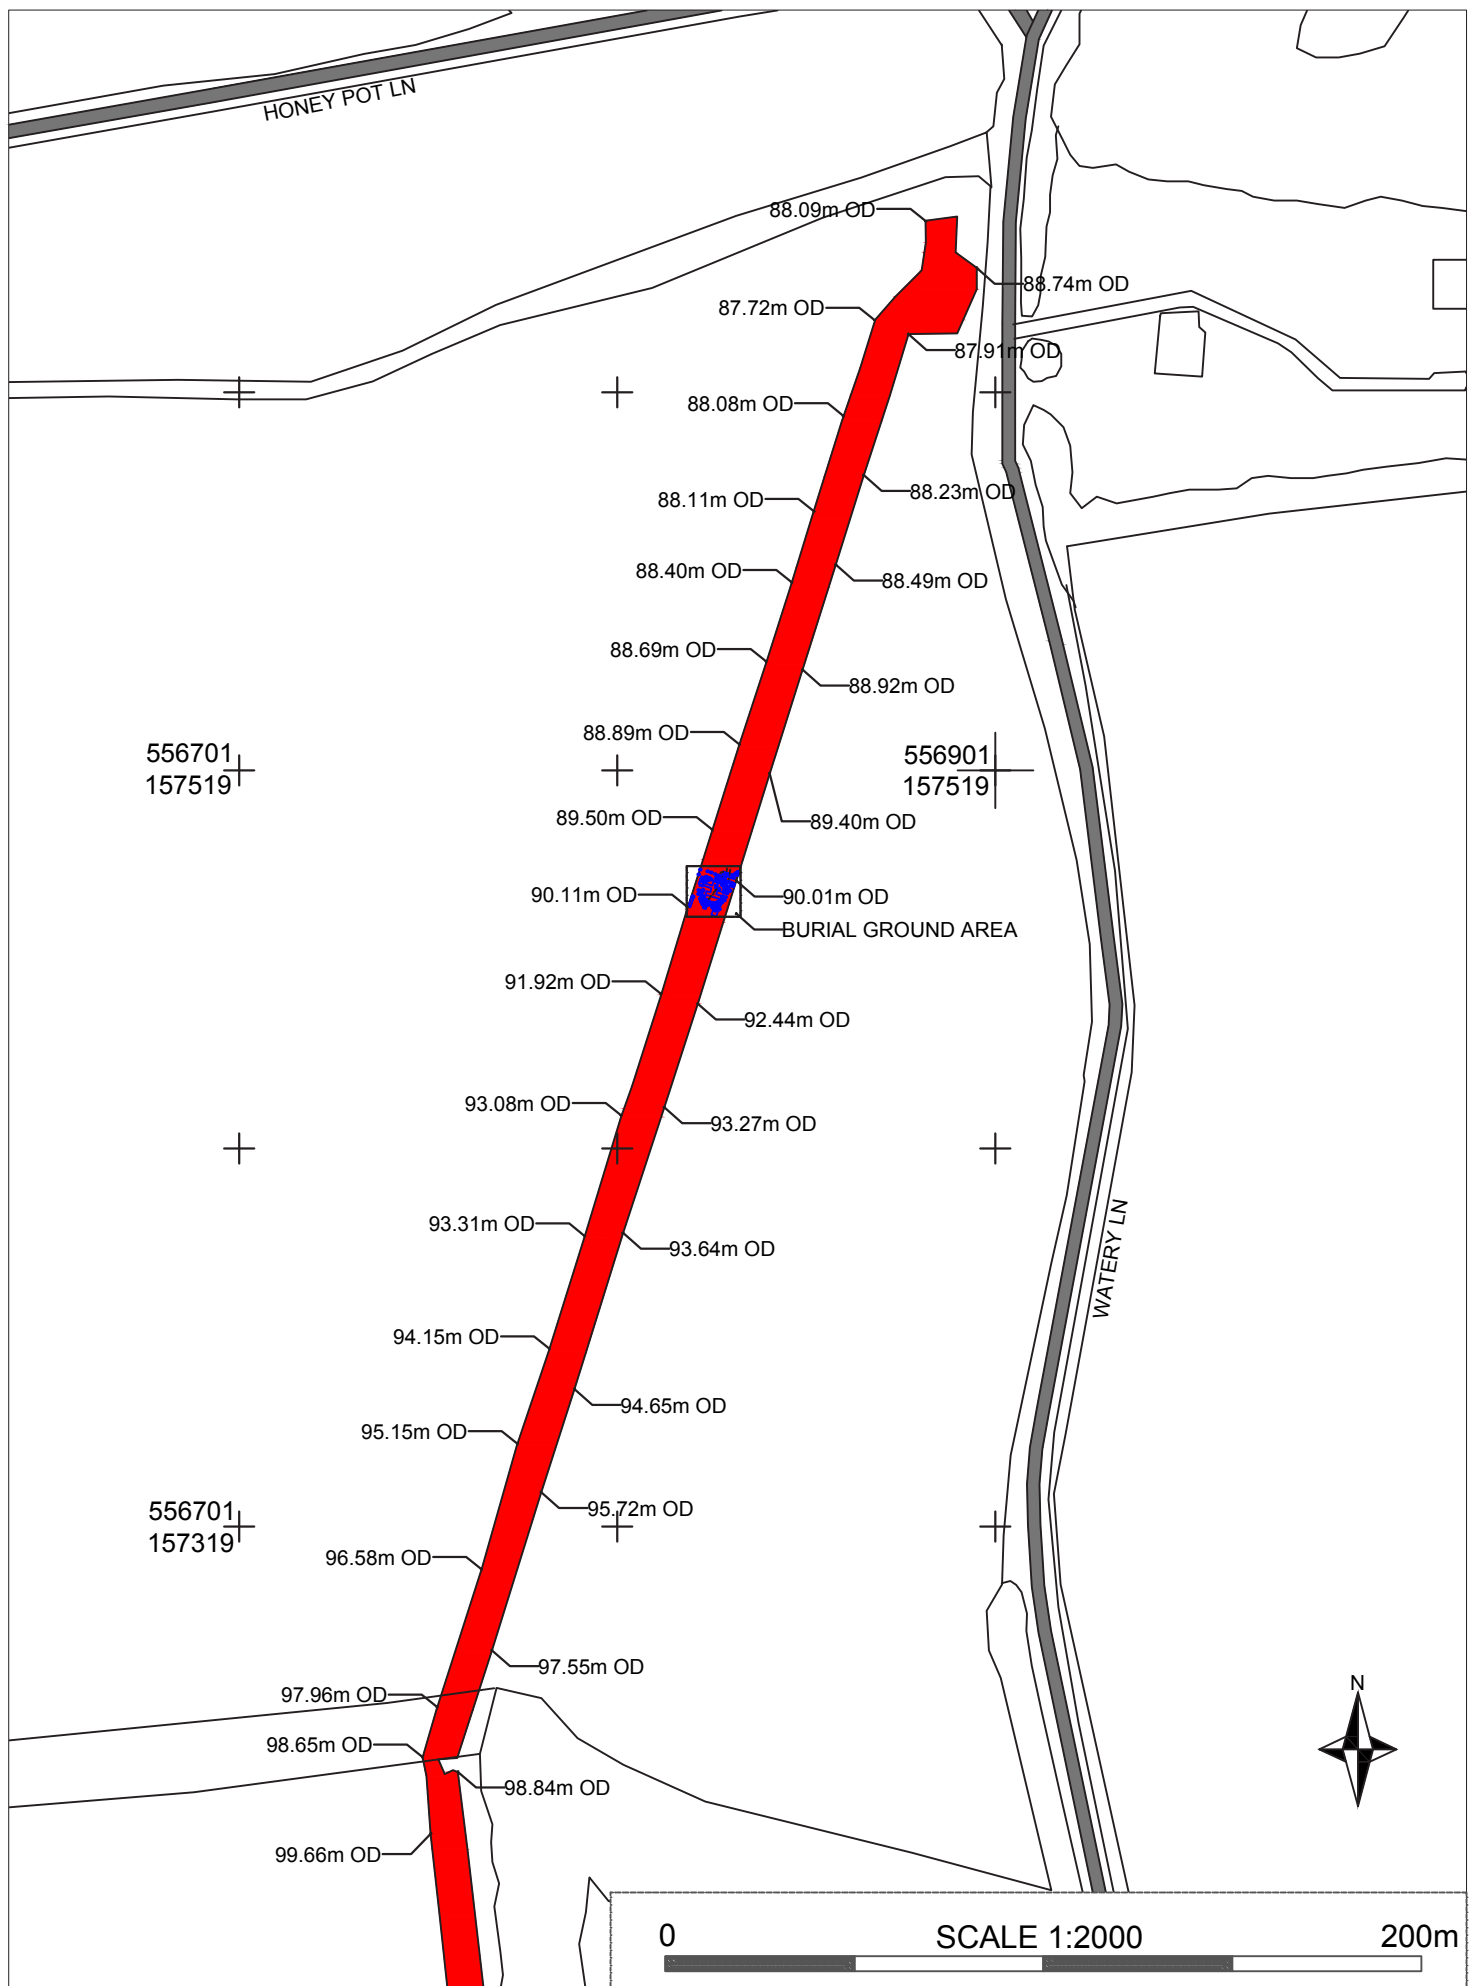 HONEY POT LN
88.09m OD
88.74m OD
87.72m OD
87.91m OD
88.08m OD
88.23m OD
88.11m OD
88.40m OD
88.49m OD
88.69m OD
88.92m OD
88.89m OD
556701
157519
556901
157519
89.50m OD
89.40m OD
90.11m OD
90.01m OD
BURIAL GROUND AREA
91.92m OD
92.44m OD
93.08m OD
93.27m OD
WATERY LN
93.31m OD
93.64m OD
94.15m OD
94.65m OD
95.15m OD
95.72m OD
556701
157319
96.58m OD
97.55m OD
N
97.96m OD
98.65m OD
98.84m OD
99.66m OD
0 SCALE 1:2000 200m